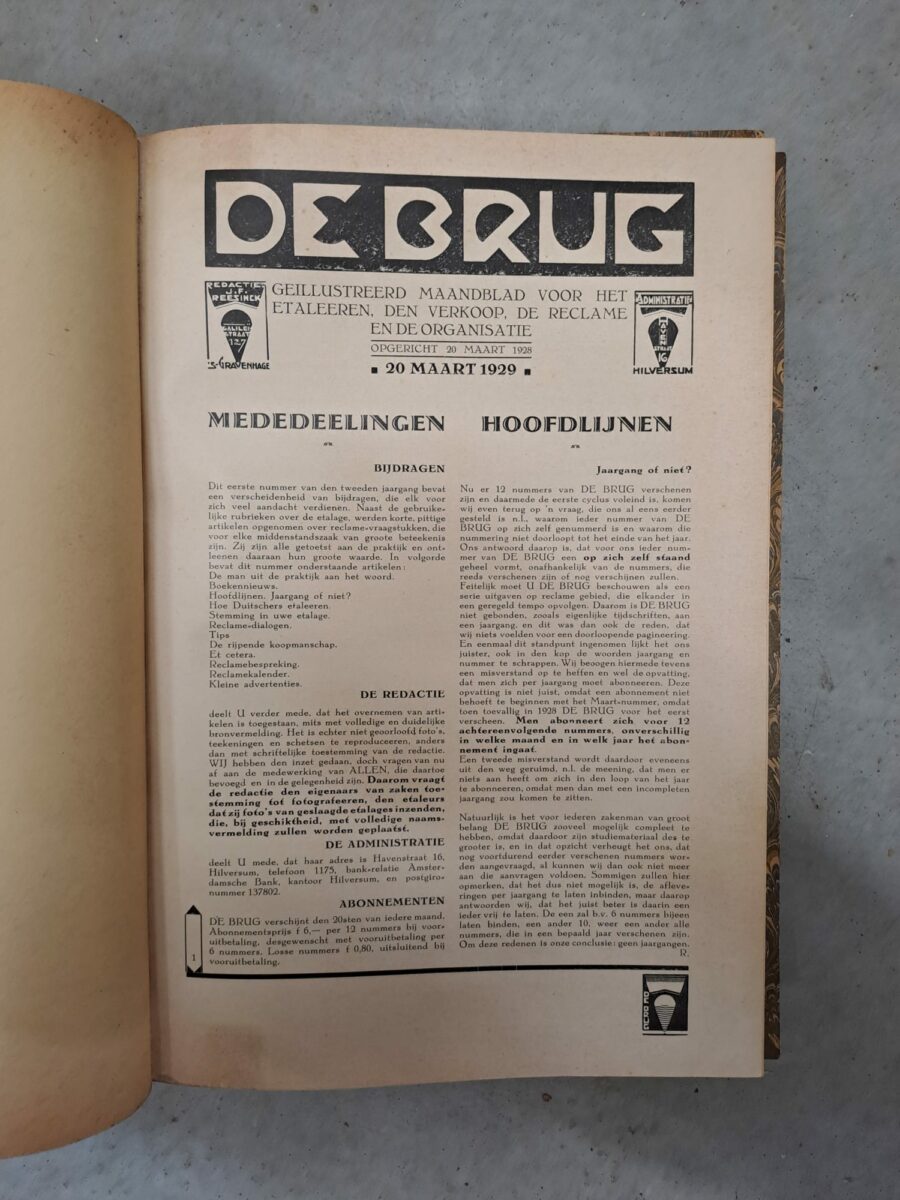 DE BRUG
REDACTIE
J.F.
REESINCK
GALILEI
STRAAT
127
'S-GRAVENHAGE
GEILLUSTREERD MAANDBLAD VOOR HET
ETALEEREN, DEN VERKOOP, DE RECLAME
EN DE ORGANISATIE
OPGERICHT 20 MAART 1928
20 MAART 1929
ADMINISTRATIE
HAVEN
STRAAT
16
HILVERSUM
MEDEDEELINGEN
BIJDRAGEN
Dit eerste nummer van den tweeden jaargang bevat
een verscheidenheid van bijdragen, die elk voor
zich veel aandacht verdienen. Naast de gebruike-
lijke rubrieken over de etalage, werden korte, pittige
artikelen opgenomen over reclame-vraagstukken, die
voor elke middenstandszaak van groote beteekenis
zijn. Zij zijn alle getoetst aan de praktijk en ont-
leenen daaraan hun groote waarde. In volgorde
bevat dit nummer onderstaande artikelen:
De man uit de praktijk aan het woord.
Boekennieuws.
Hoofdlijnen. Jaargang of niet?
Hoe Duitschers etaleeren.
Stemming in uwe etalage.
Reclame-dialogen.
Tips
De rijpende koopmanschap.
Et cetera.
Reclamebespreking.
Reclamekalender.
Kleine advertenties.
DE REDACTIE
deelt U verder mede, dat het overnemen van arti-
kelen is toegestaan, mits met volledige en duidelijke
bronvermelding. Het is echter niet geoorloofd foto's,
teekeningen en schetsen te reproduceeren, anders
dan met schriftelijke toestemming van de redactie.
WIJ hebben den inzet gedaan, doch vragen van nu
af aan de medewerking van ALLEN, die daartoe
bevoegd en in de gelegenheid zijn. Daarom vraagt
de redactie den eigenaars van zaken toe-
stemming tot fotografeeren, den etaleurs
dat zij foto's van geslaagde etalages inzenden,
die, bij geschiktheid, met volledige naams-
vermelding zullen worden geplaatst.
DE ADMINISTRATIE
deelt U mede, dat haar adres is Havenstraat 16,
Hilversum, telefoon 1175, bank-relatie Amster-
damsche Bank, kantoor Hilversum, en postgiro-
nummer 137802.
ABONNEMENTEN
DE BRUG verschijnt den 20sten van iedere maand.
Abonnementsprijs f 6,— per 12 nummers bij voor-
uitbetaling, desgewenscht met vooruitbetaling per
6 nummers. Losse nummers f 0,80, uitsluitend bij
vooruitbetaling.
1
HOOFDLIJNEN
Jaargang of niet?
Nu er 12 nummers van DE BRUG verschenen
zijn en daarmede de eerste cyclus voleind is, komen
wij even terug op 'n vraag, die ons al eens eerder
gesteld is n.l., waarom ieder nummer van DE
BRUG op zich zelf genummerd is en waarom die
nummering niet doorloopt tot het einde van het jaar.
Ons antwoord daarop is, dat voor ons ieder num-
mer van DE BRUG een op zich zelf staand
geheel vormt, onafhankelijk van de nummers, die
reeds verschenen zijn of nog verschijnen zullen.
Feitelijk moet U DE BRUG beschouwen als een
serie uitgaven op reclame gebied, die elkander in
een geregeld tempo opvolgen. Daarom is DE BRUG
niet gebonden, zooals eigenlijke tijdschriften, aan
een jaargang, en dit was dan ook de reden, dat
wij niets voelden voor een doorloopende pagineering.
En eenmaal dit standpunt ingenomen lijkt het ons
juister, ook in den kop de woorden jaargang en
nummer te schrappen. Wij beoogen hiermede tevens
een misverstand op te heffen en wel de opvatting,
dat men zich per jaargang moet abonneeren. Deze
opvatting is niet juist, omdat een abonnement niet
behoeft te beginnen met het Maart-nummer, omdat
toen toevallig in 1928 DE BRUG voor het eerst
verscheen. Men abonneert zich voor 12
achtereenvolgende nummers, onverschillig
in welke maand en in welk jaar het abon-
nement ingaat.
Een tweede misverstand wordt daardoor eveneens
uit den weg geruimd, n.l. de meening, dat men er
niets aan heeft om zich in den loop van het jaar
te abonneeren, omdat men dan met een incompleten
jaargang zou komen te zitten.
Natuurlijk is het voor iederen zakenman van groot
belang DE BRUG zooveel mogelijk compleet te
hebben, omdat daardoor zijn studiemateriaal des te
grooter is, en in dat opzicht verheugt het ons, dat
nog voortdurend eerder verschenen nummers wor-
den aangevraagd, al kunnen wij dan ook niet meer
aan die aanvragen voldoen. Sommigen zullen hier
opmerken, dat het dus niet mogelijk is, de afleve-
ringen per jaargang te laten inbinden, maar daarop
antwoorden wij, dat het juist beter is daarin een
ieder vrij te laten. De een zal b.v. 6 nummers bijeen
laten binden, een ander 10, weer een ander alle
nummers, die in een bepaald jaar verschenen zijn.
Om deze redenen is onze conclusie: geen jaargangen.
R.
DE BRUG